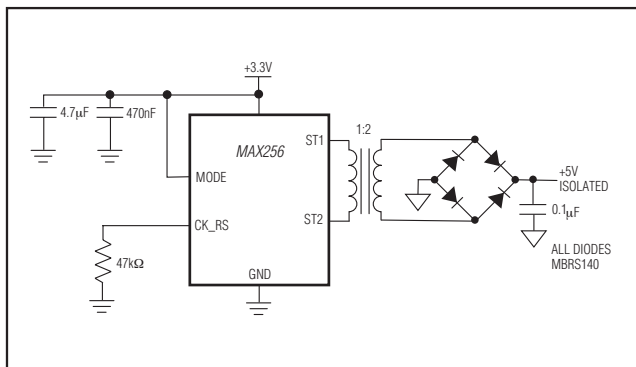 +3.3V
4.7μF
470nF
1:2
ST1
MAX256
+5V
ISOLATED
MODE
0.1μF
ST2
CK_RS
ALL DIODES
MBRS140
47kΩ
GND